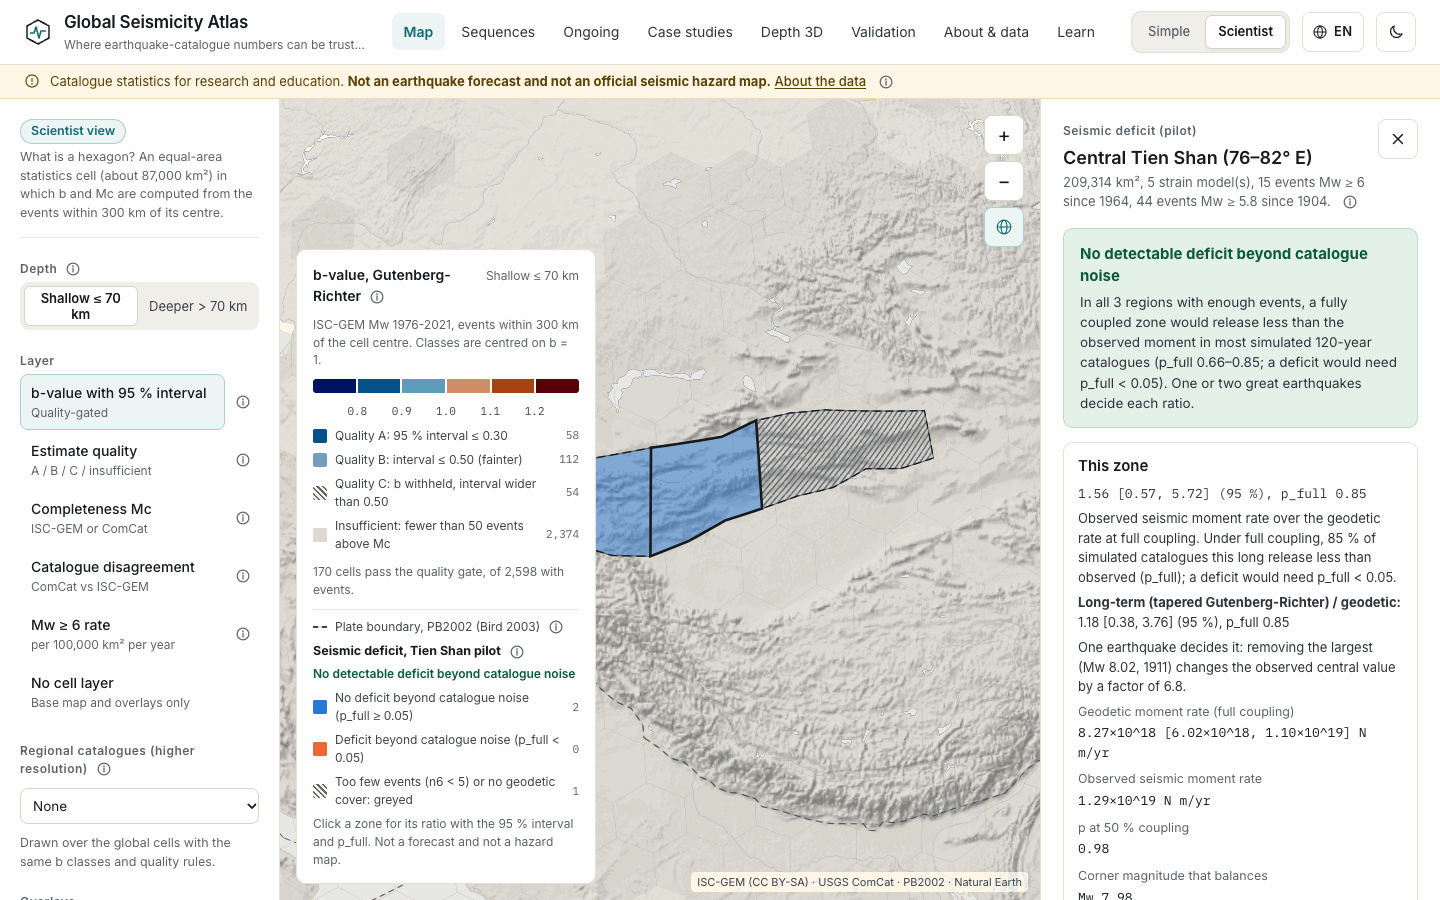 Global Seismicity Atlas
Where earthquake-catalogue numbers can be trust...
Map
Sequences
Ongoing
Case studies
Depth 3D
Validation
About & data
Learn
Simple
Scientist
EN
Catalogue statistics for research and education. Not an earthquake forecast and not an official seismic hazard map. About the data
Scientist view
What is a hexagon? An equal-area
statistics cell (about 87,000 km²) in
which b and Mc are computed from the
events within 300 km of its centre.
Depth
Shallow ≤ 70
km
Deeper > 70 km
Layer
b-value with 95 % interval
Quality-gated
Estimate quality
A / B / C / insufficient
Completeness Mc
ISC-GEM or ComCat
Catalogue disagreement
ComCat vs ISC-GEM
Mw ≥ 6 rate
per 100,000 km² per year
No cell layer
Base map and overlays only
Regional catalogues (higher
resolution)
None
Drawn over the global cells with the
same b classes and quality rules.
b-value, Gutenberg-
Richter
Shallow ≤ 70 km
ISC-GEM Mw 1976-2021, events within 300 km
of the cell centre. Classes are centred on b =
1.
0.8 0.9 1.0 1.1 1.2
Quality A: 95 % interval ≤ 0.30 58
Quality B: interval ≤ 0.50 (fainter) 112
Quality C: b withheld, interval wider
than 0.50 54
Insufficient: fewer than 50 events
above Mc 2,374
170 cells pass the quality gate, of 2,598 with
events.
Plate boundary, PB2002 (Bird 2003)
Seismic deficit, Tien Shan pilot
No detectable deficit beyond catalogue noise
No deficit beyond catalogue noise
(p_full ≥ 0.05) 2
Deficit beyond catalogue noise (p_full <
0.05) 0
Too few events (n6 < 5) or no geodetic
cover: greyed 1
Click a zone for its ratio with the 95 % interval
and p_full. Not a forecast and not a hazard
map.
+
−
ISC-GEM (CC BY-SA) · USGS ComCat · PB2002 · Natural Earth
Seismic deficit (pilot)
Central Tien Shan (76–82° E)
209,314 km², 5 strain model(s), 15 events Mw ≥ 6
since 1964, 44 events Mw ≥ 5.8 since 1904.
No detectable deficit beyond catalogue
noise
In all 3 regions with enough events, a fully
coupled zone would release less than the
observed moment in most simulated 120-year
catalogues (p_full 0.66–0.85; a deficit would need
p_full < 0.05). One or two great earthquakes
decide each ratio.
This zone
1.56 [0.57, 5.72] (95 %), p_full 0.85
Observed seismic moment rate over the geodetic
rate at full coupling. Under full coupling, 85 % of
simulated catalogues this long release less than
observed (p_full); a deficit would need p_full < 0.05.
Long-term (tapered Gutenberg-Richter) / geodetic:
1.18 [0.38, 3.76] (95 %), p_full 0.85
One earthquake decides it: removing the largest
(Mw 8.02, 1911) changes the observed central value
by a factor of 6.8.
Geodetic moment rate (full coupling)
8.27×10^18 [6.02×10^18, 1.10×10^19] N
m/yr
Observed seismic moment rate
1.29×10^19 N m/yr
p at 50 % coupling
0.98
Corner magnitude that balances
Mw 7.98